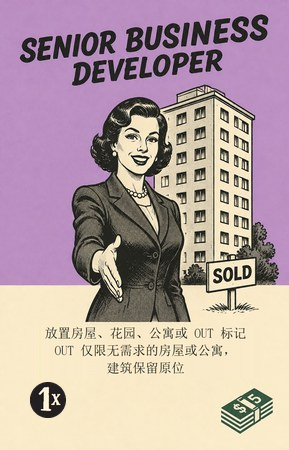 SENIOR BUSINESS
DEVELOPER
SOLD
放置房屋、花园、公寓或 OUT 标记
OUT 仅限无需求的房屋或公寓，
建筑保留原位
1x
$15